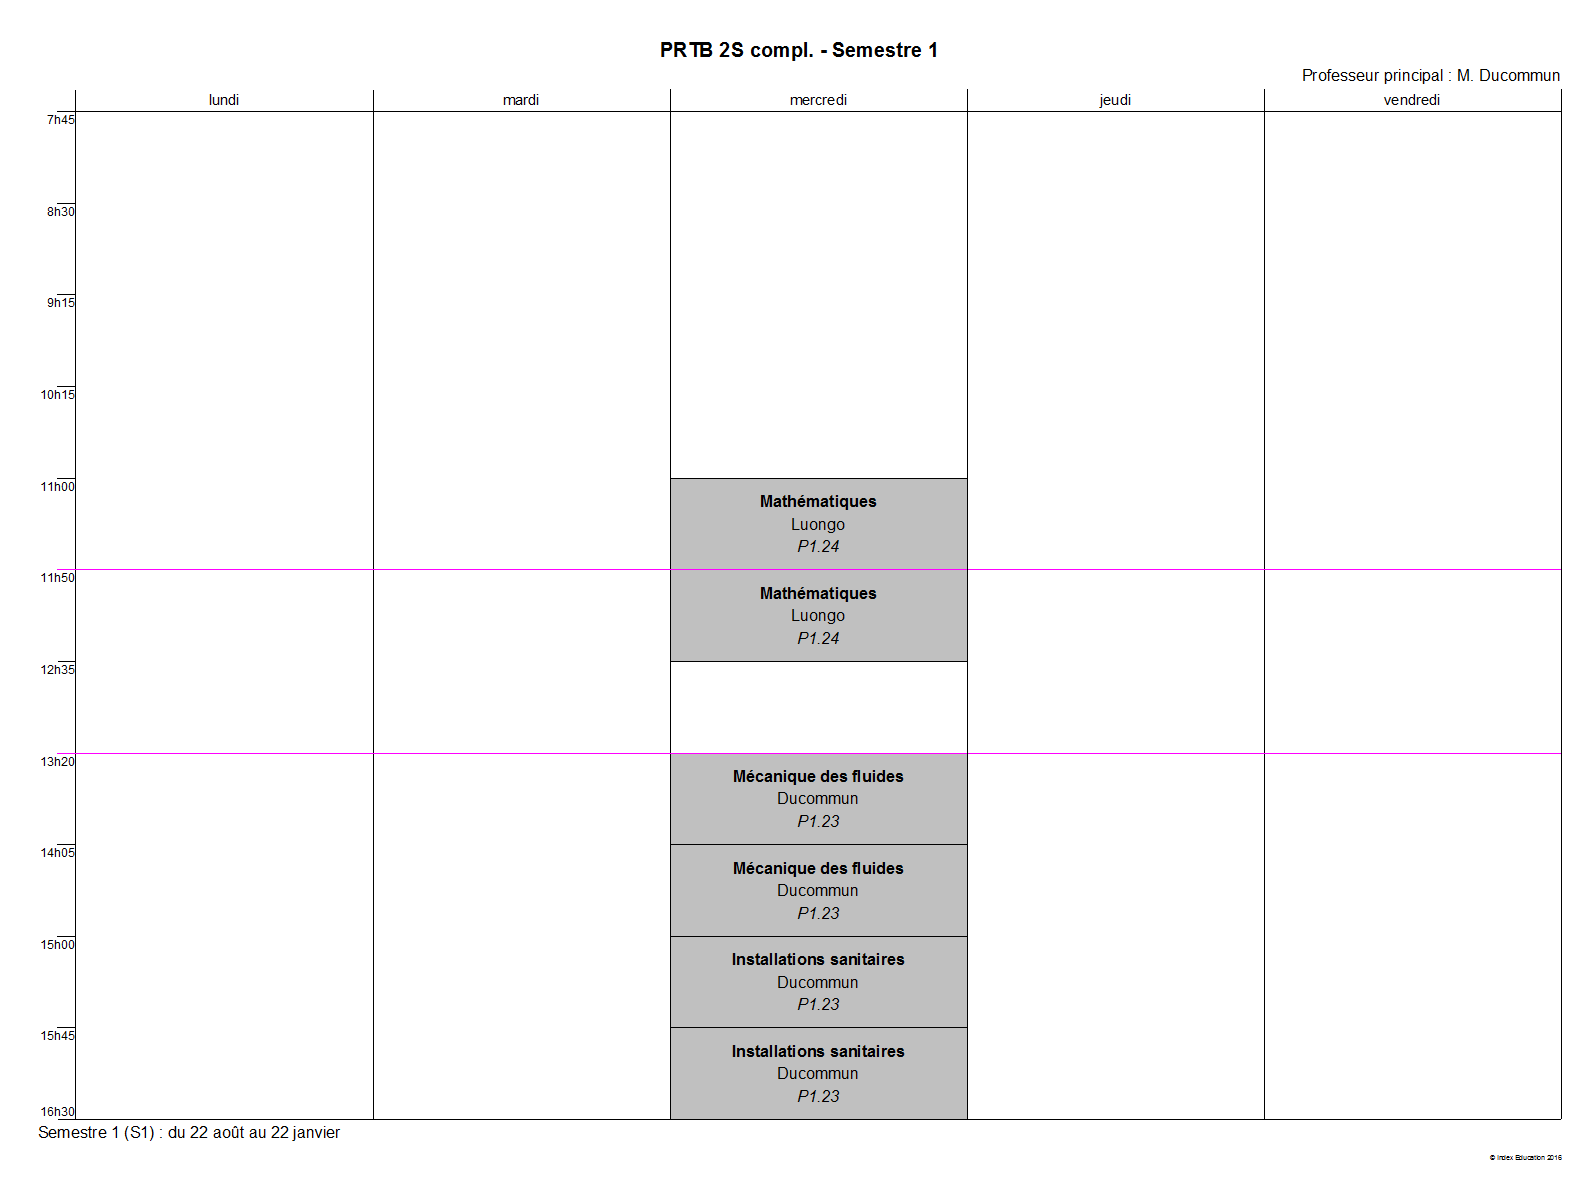 PRTB 2S compl. - Semestre 1
Professeur principal : M. Ducommun
lundi mardi mercredi jeudi vendredi
7h45
8h30
9h15
10h15
11h00
Mathématiques
Luongo
P1.24
11h50
Mathématiques
Luongo
P1.24
12h35
13h20
Mécanique des fluides
Ducommun
P1.23
14h05
Mécanique des fluides
Ducommun
P1.23
15h00
Installations sanitaires
Ducommun
P1.23
15h45
Installations sanitaires
Ducommun
P1.23
16h30
Semestre 1 (S1) : du 22 août au 22 janvier
© Index Education 2016